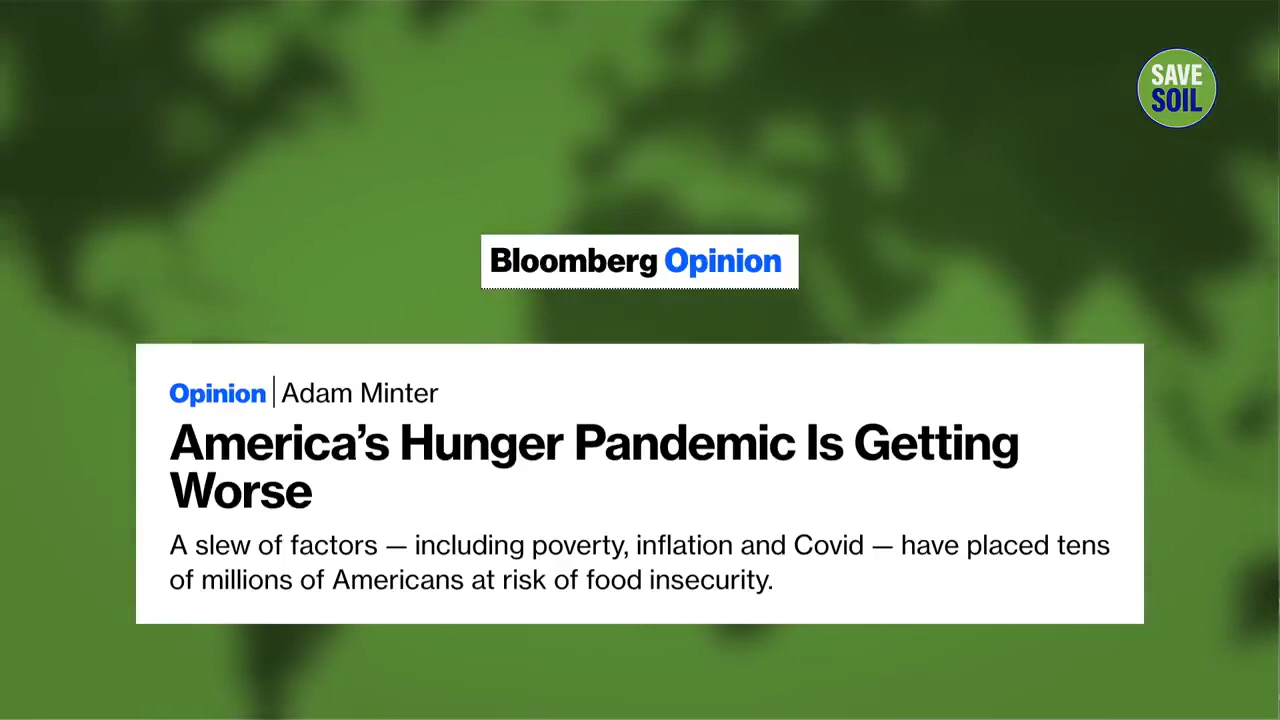 SAVE
SOIL
Bloomberg Opinion
Opinion | Adam Minter
America's Hunger Pandemic Is Getting
Worse
A slew of factors — including poverty, inflation and Covid — have placed tens
of millions of Americans at risk of food insecurity.